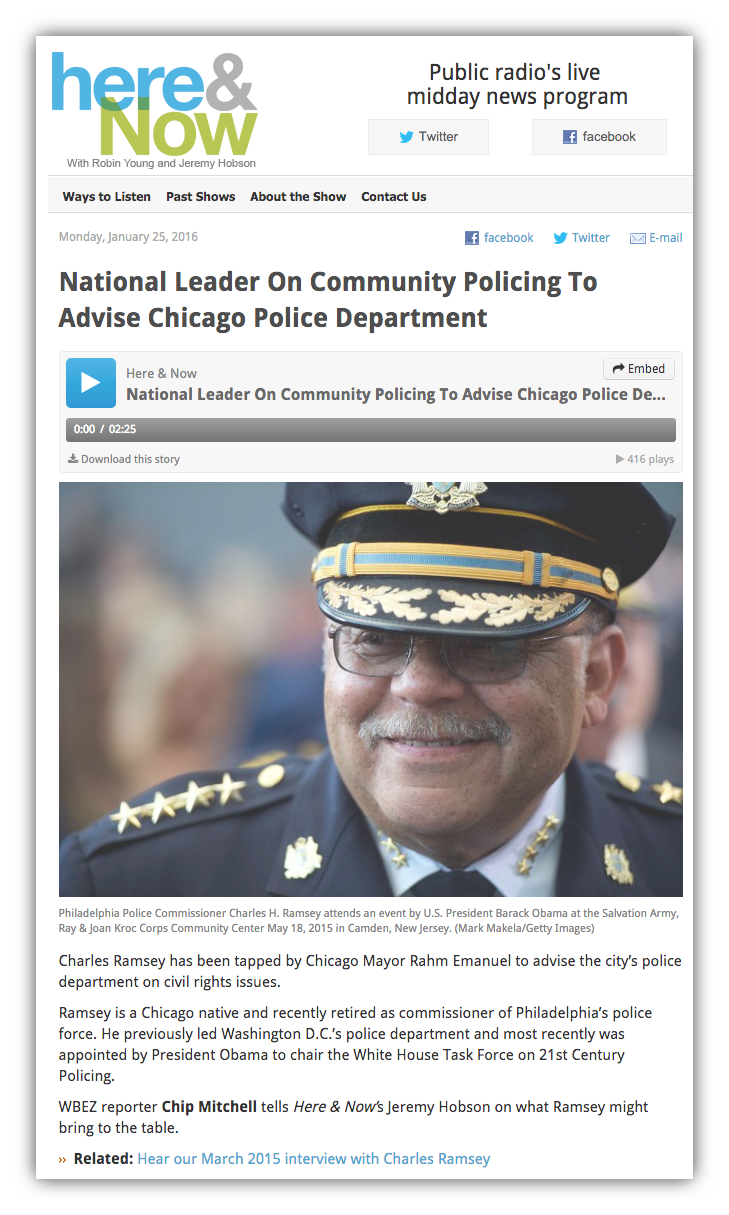 here&
Now
With Robin Young and Jeremy Hobson
Public radio's live
midday news program
Twitter
facebook
Ways to Listen Past Shows About the Show Contact Us
Monday, January 25, 2016
facebook Twitter E-mail
National Leader On Community Policing To
Advise Chicago Police Department
Here & Now
Embed
National Leader On Community Policing To Advise Chicago Police De...
0:00 / 02:25
Download this story
416 plays
Philadelphia Police Commissioner Charles H. Ramsey attends an event by U.S. President Barack Obama at the Salvation Army,
Ray & Joan Kroc Corps Community Center May 18, 2015 in Camden, New Jersey. (Mark Makela/Getty Images)
Charles Ramsey has been tapped by Chicago Mayor Rahm Emanuel to advise the city’s police
department on civil rights issues.
Ramsey is a Chicago native and recently retired as commissioner of Philadelphia’s police
force. He previously led Washington D.C.’s police department and most recently was
appointed by President Obama to chair the White House Task Force on 21st Century
Policing.
WBEZ reporter Chip Mitchell tells Here & Now’s Jeremy Hobson on what Ramsey might
bring to the table.
›› Related: Hear our March 2015 interview with Charles Ramsey